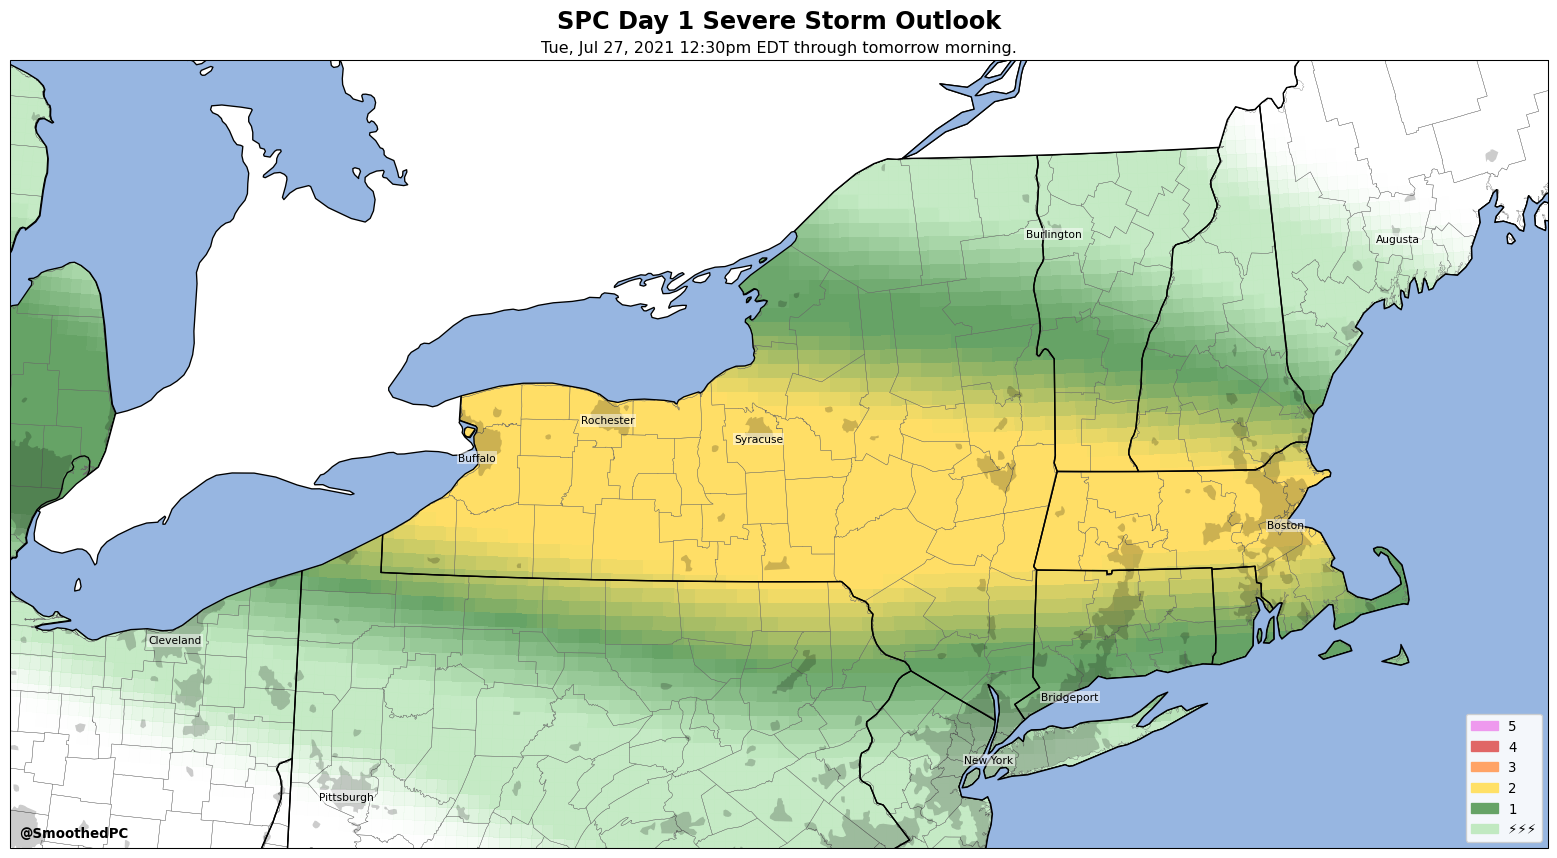 SPC Day 1 Severe Storm Outlook
Tue, Jul 27, 2021 12:30pm EDT through tomorrow morning.
Burlington
Augusta
Rochester
Syracuse
Buffalo
Boston
Cleveland
Bridgeport
New York
Pittsburgh
5
4
3
2
1
⚡⚡⚡
@SmoothedPC